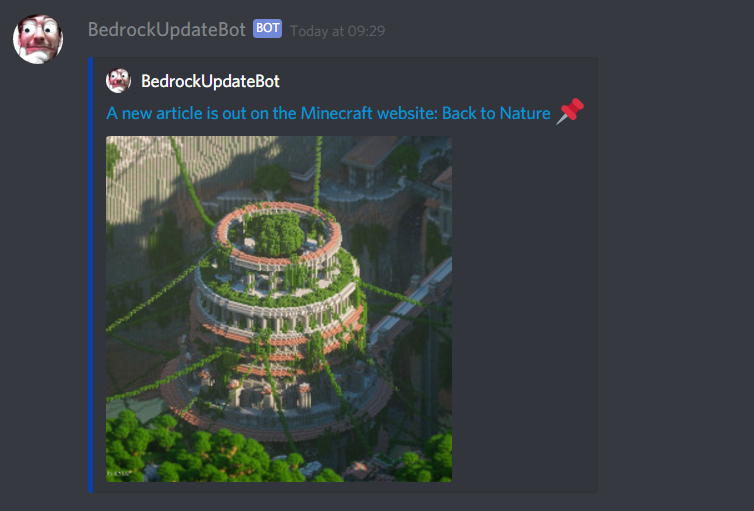 BedrockUpdateBot BOT Today at 09:29
BedrockUpdateBot
A new article is out on the Minecraft website: Back to Nature